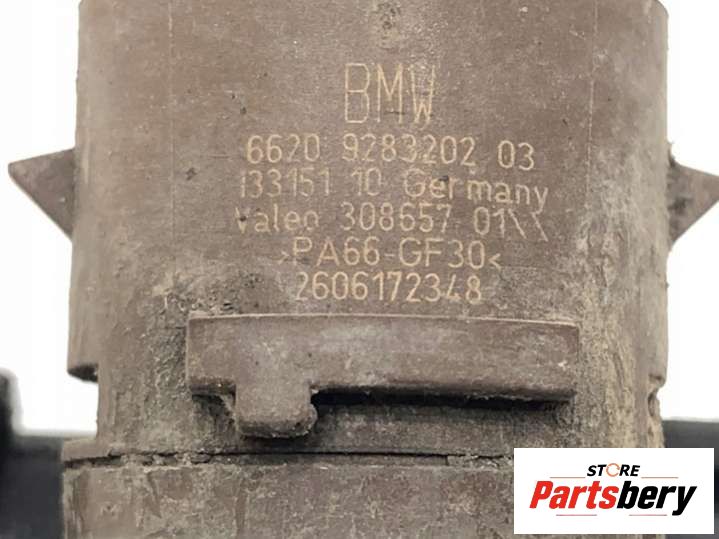 BMW
6620 9283202 03
133151 10 Germany
Valeo 308657 01\\
>PA66-GF30<
2606172348
STORE
Partsbery